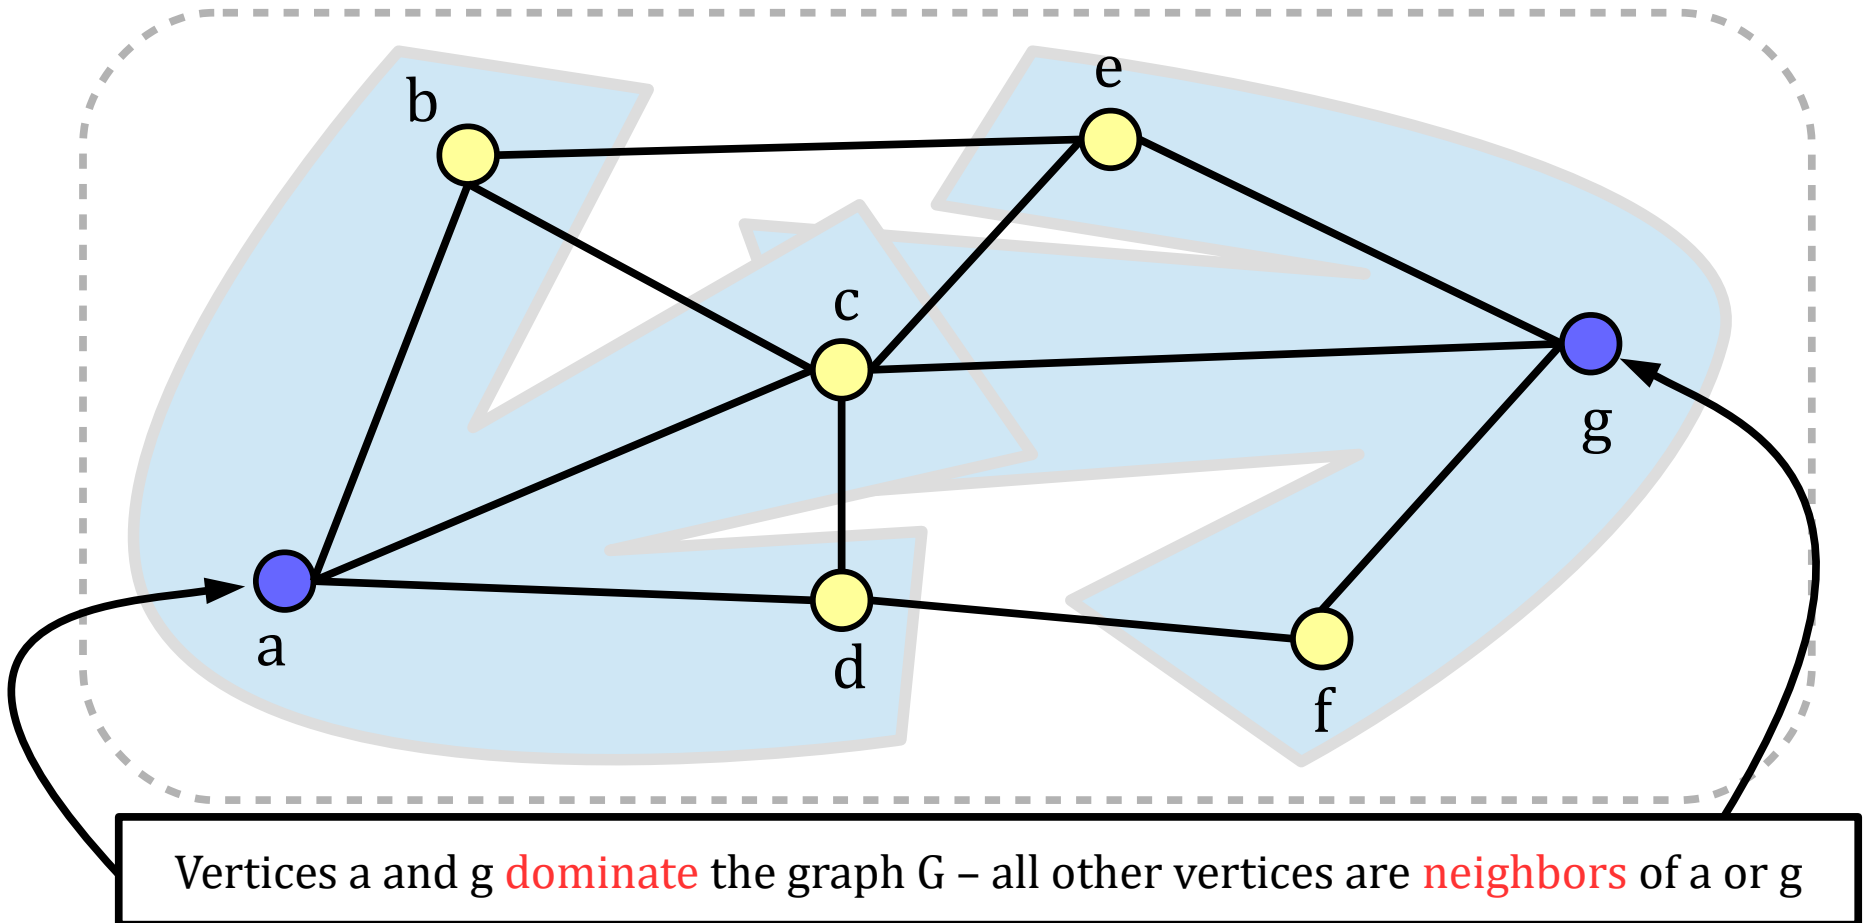 e
b
c
g
a
d
f
Vertices a and g dominate the graph G – all other vertices are neighbors of a or g